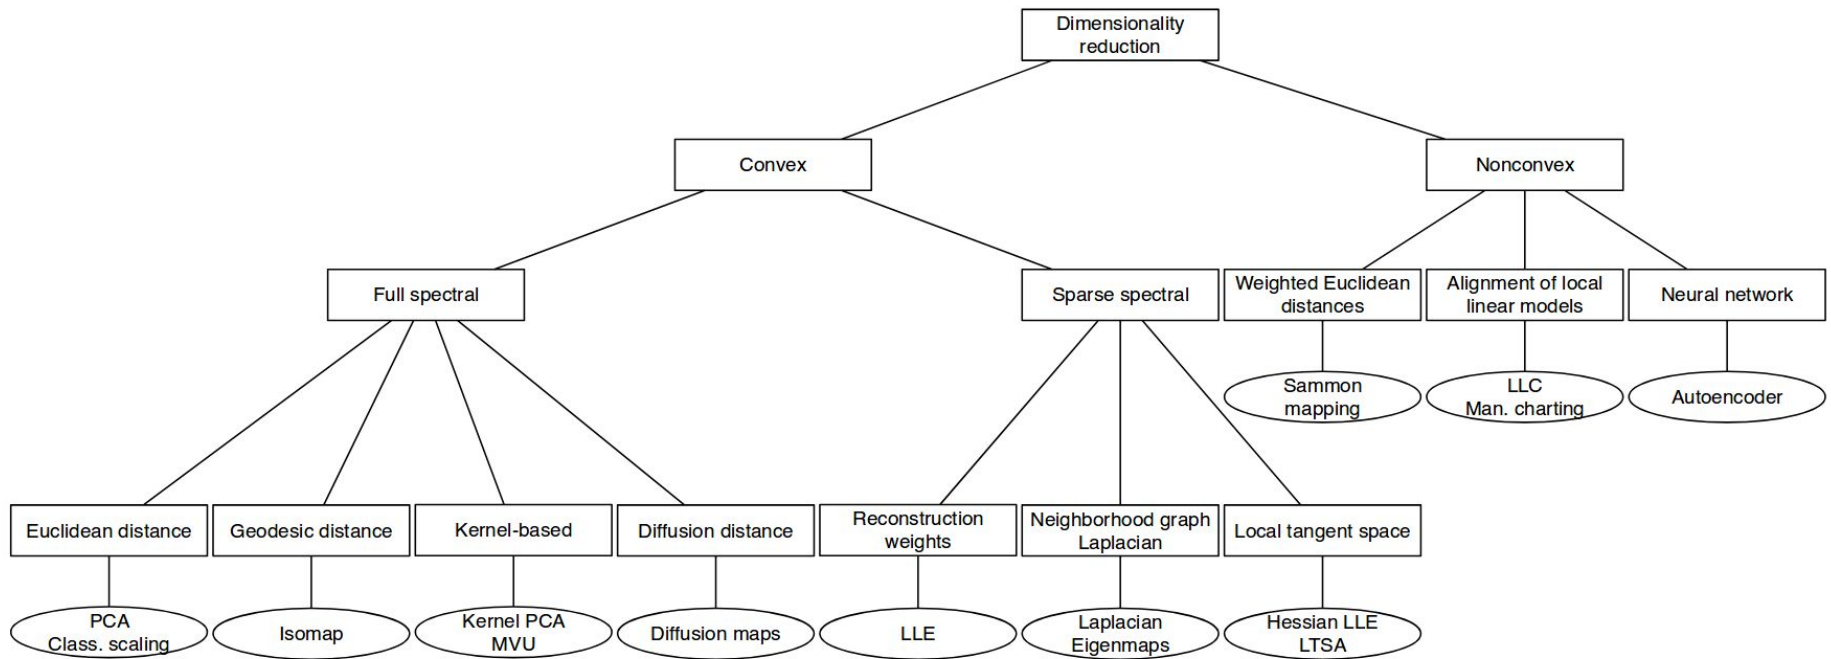 Dimensionality
reduction
Convex
Nonconvex
Full spectral
Sparse spectral
Weighted Euclidean
distances
Alignment of local
linear models
Neural network
Sammon
mapping
LLC
Man. charting
Autoencoder
Euclidean distance
Geodesic distance
Kernel-based
Diffusion distance
Reconstruction
weights
Neighborhood graph
Laplacian
Local tangent space
PCA
Class. scaling
Isomap
Kernel PCA
MVU
Diffusion maps
LLE
Laplacian
Eigenmaps
Hessian LLE
LTSA